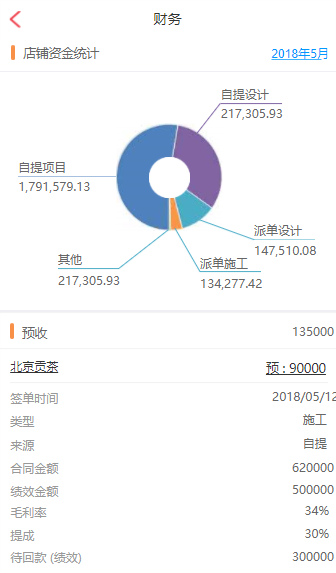 财务
店铺资金统计 2018年5月
自提设计
217,305.93
自提项目
1,791,579.13
派单设计
147,510.08
其他
217,305.93
派单施工
134,277.42
预收 135000
北京贡茶 预 : 90000
签单时间 2018/05/12
类型 施工
来源 自提
合同金额 620000
绩效金额 500000
毛利率 34%
提成 30%
待回款 (绩效) 300000